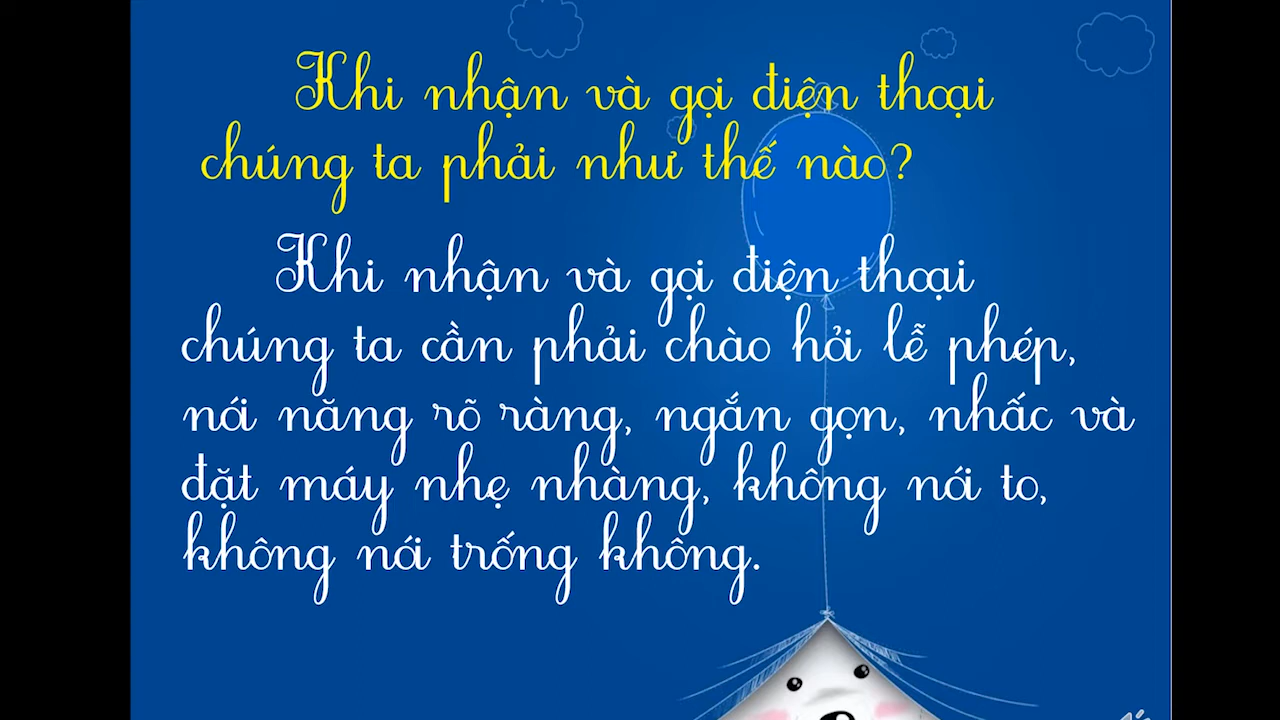 Khi nhận và gọi điện thoại
chúng ta phải như thế nào?
Khi nhận và gọi điện thoại
chúng ta cần phải chào hỏi lễ phép,
nói năng rõ ràng, ngắn gọn, nhấc và
đặt máy nhẹ nhàng, không nói to,
không nói trống không.